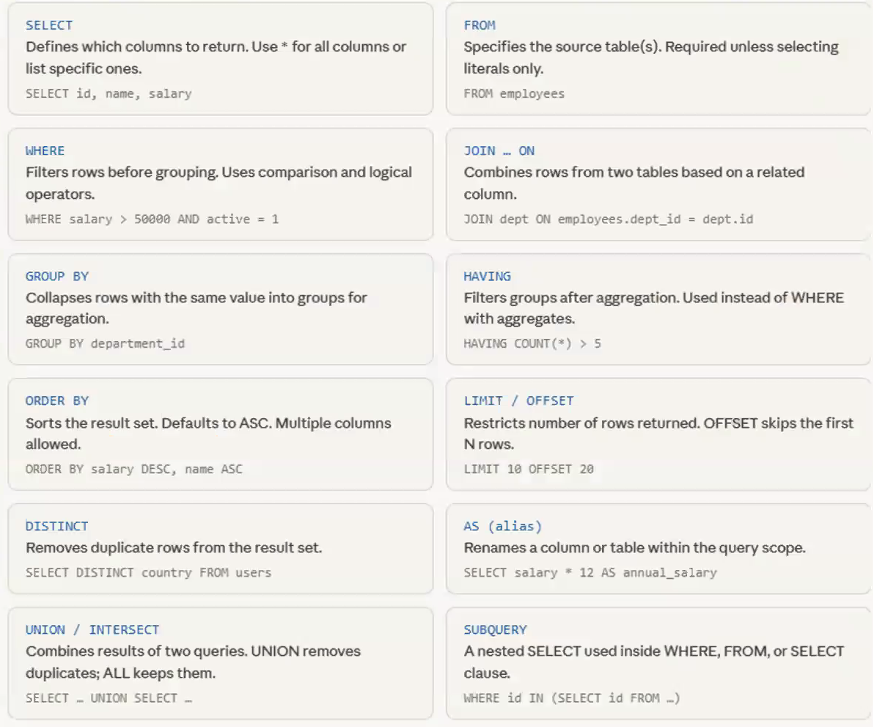 SELECT
Defines which columns to return. Use * for all columns or
list specific ones.
SELECT id, name, salary
FROM
Specifies the source table(s). Required unless selecting
literals only.
FROM employees
WHERE
Filters rows before grouping. Uses comparison and logical
operators.
WHERE salary > 50000 AND active = 1
JOIN … ON
Combines rows from two tables based on a related
column.
JOIN dept ON employees.dept_id = dept.id
GROUP BY
Collapses rows with the same value into groups for
aggregation.
GROUP BY department_id
HAVING
Filters groups after aggregation. Used instead of WHERE
with aggregates.
HAVING COUNT(*) > 5
ORDER BY
Sorts the result set. Defaults to ASC. Multiple columns
allowed.
ORDER BY salary DESC, name ASC
LIMIT / OFFSET
Restricts number of rows returned. OFFSET skips the first
N rows.
LIMIT 10 OFFSET 20
DISTINCT
Removes duplicate rows from the result set.
SELECT DISTINCT country FROM users
AS (alias)
Renames a column or table within the query scope.
SELECT salary * 12 AS annual_salary
UNION / INTERSECT
Combines results of two queries. UNION removes
duplicates; ALL keeps them.
SELECT … UNION SELECT …
SUBQUERY
A nested SELECT used inside WHERE, FROM, or SELECT
clause.
WHERE id IN (SELECT id FROM …)